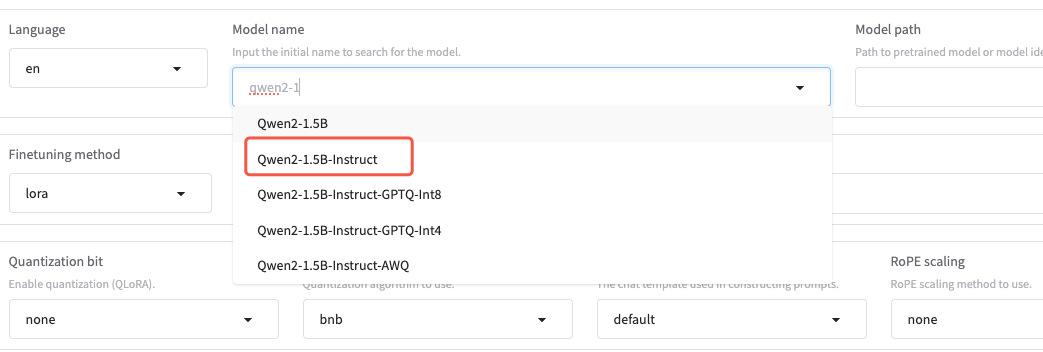 Language
Model name
Model path
Input the initial name to search for the model.
Path to pretrained model or model ide
en
qwen2-1
Qwen2-1.5B
Finetuning method
Qwen2-1.5B-Instruct
lora
Qwen2-1.5B-Instruct-GPTQ-Int8
Qwen2-1.5B-Instruct-GPTQ-Int4
Quantization bit
Qwen2-1.5B-Instruct-AWQ
RoPE scaling
Enable quantization (QLoRA).
Quantization algorithm to use.
The chat template used in constructing prompts.
RoPE scaling method to use.
none
bnb
default
none